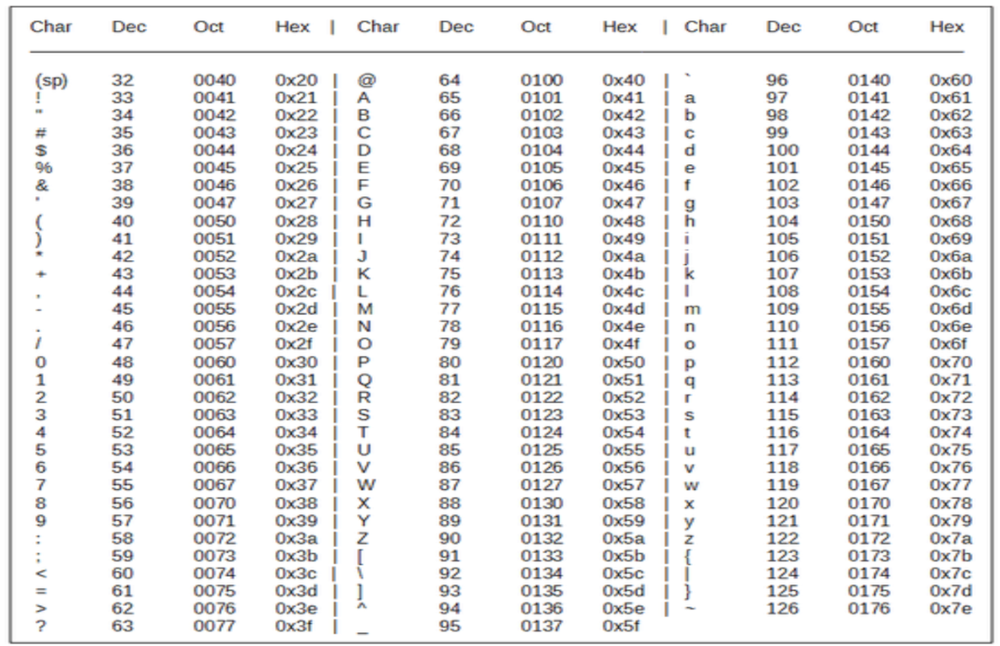 Char Dec Oct Hex | Char Dec Oct Hex | Char Dec Oct Hex
(sp) 32 0040 0x20 | @ 64 0100 0x40 | ` 96 0140 0x60
! 33 0041 0x21 | A 65 0101 0x41 | a 97 0141 0x61
" 34 0042 0x22 | B 66 0102 0x42 | b 98 0142 0x62
# 35 0043 0x23 | C 67 0103 0x43 | c 99 0143 0x63
$ 36 0044 0x24 | D 68 0104 0x44 | d 100 0144 0x64
% 37 0045 0x25 | E 69 0105 0x45 | e 101 0145 0x65
& 38 0046 0x26 | F 70 0106 0x46 | f 102 0146 0x66
' 39 0047 0x27 | G 71 0107 0x47 | g 103 0147 0x67
( 40 0050 0x28 | H 72 0110 0x48 | h 104 0150 0x68
) 41 0051 0x29 | I 73 0111 0x49 | i 105 0151 0x69
* 42 0052 0x2a | J 74 0112 0x4a | j 106 0152 0x6a
+ 43 0053 0x2b | K 75 0113 0x4b | k 107 0153 0x6b
, 44 0054 0x2c | L 76 0114 0x4c | l 108 0154 0x6c
- 45 0055 0x2d | M 77 0115 0x4d | m 109 0155 0x6d
. 46 0056 0x2e | N 78 0116 0x4e | n 110 0156 0x6e
/ 47 0057 0x2f | O 79 0117 0x4f | o 111 0157 0x6f
0 48 0060 0x30 | P 80 0120 0x50 | p 112 0160 0x70
1 49 0061 0x31 | Q 81 0121 0x51 | q 113 0161 0x71
2 50 0062 0x32 | R 82 0122 0x52 | r 114 0162 0x72
3 51 0063 0x33 | S 83 0123 0x53 | s 115 0163 0x73
4 52 0064 0x34 | T 84 0124 0x54 | t 116 0164 0x74
5 53 0065 0x35 | U 85 0125 0x55 | u 117 0165 0x75
6 54 0066 0x36 | V 86 0126 0x56 | v 118 0166 0x76
7 55 0067 0x37 | W 87 0127 0x57 | w 119 0167 0x77
8 56 0070 0x38 | X 88 0130 0x58 | x 120 0170 0x78
9 57 0071 0x39 | Y 89 0131 0x59 | y 121 0171 0x79
: 58 0072 0x3a | Z 90 0132 0x5a | z 122 0172 0x7a
; 59 0073 0x3b | [ 91 0133 0x5b | { 123 0173 0x7b
< 60 0074 0x3c | \ 92 0134 0x5c | | 124 0174 0x7c
= 61 0075 0x3d | ] 93 0135 0x5d | } 125 0175 0x7d
> 62 0076 0x3e | ^ 94 0136 0x5e | ~ 126 0176 0x7e
? 63 0077 0x3f | _ 95 0137 0x5f